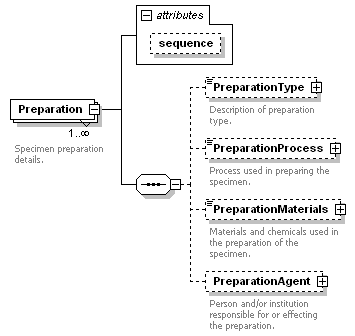 attributes
sequence
Preparation
1..∞
Specimen preparation
details.
PreparationType
Description of preparation
type.
PreparationProcess
Process used in preparing the
specimen.
PreparationMaterials
Materials and chemicals used in
the preparation of the
specimen.
PreparationAgent
Person and/or institution
responsible for or effecting
the preparation.